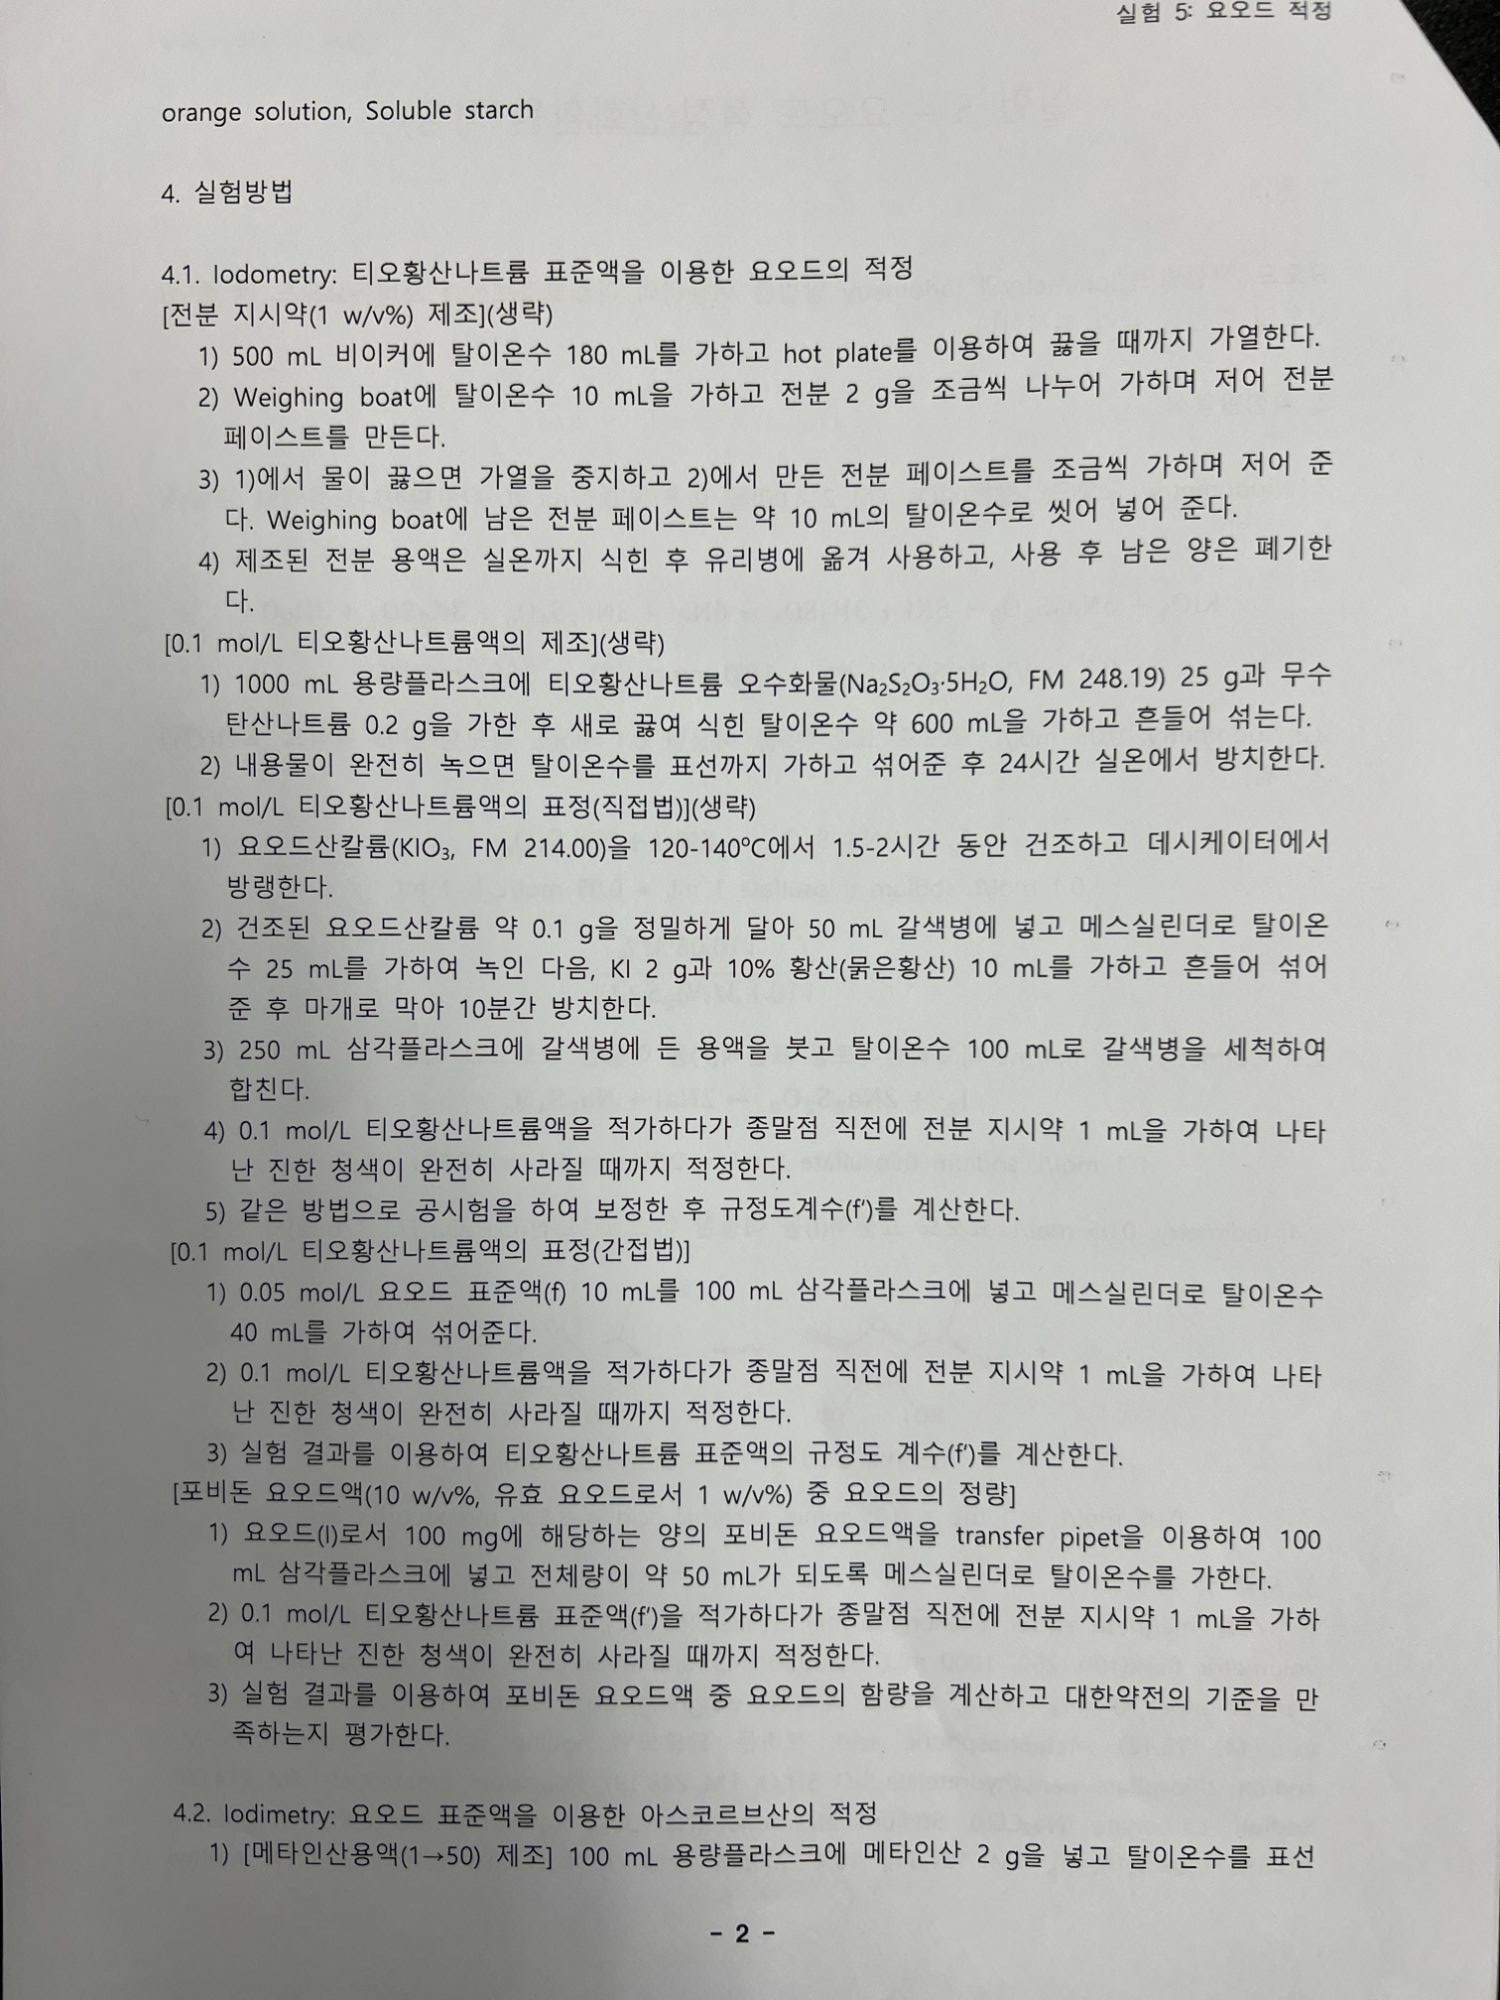 실험 5: 요오드 적정
orange solution, Soluble starch
4. 실험방법
4.1. Iodometry: 티오황산나트륨 표준액을 이용한 요오드의 적정
[전분 지시약(1 w/v%) 제조](생략)
1) 500 mL 비이커에 탈이온수 180 mL를 가하고 hot plate를 이용하여 끓을 때까지 가열한다.
2) Weighing boat에 탈이온수 10 mL을 가하고 전분 2 g을 조금씩 나누어 가하며 저어 전분
페이스트를 만든다.
3) 1)에서 물이 끓으면 가열을 중지하고 2)에서 만든 전분 페이스트를 조금씩 가하며 저어 준
다. Weighing boat에 남은 전분 페이스트는 약 10 mL의 탈이온수로 씻어 넣어 준다.
4) 제조된 전분 용액은 실온까지 식힌 후 유리병에 옮겨 사용하고, 사용 후 남은 양은 폐기한
다.
[0.1 mol/L 티오황산나트륨액의 제조](생략)
1) 1000 mL 용량플라스크에 티오황산나트륨 오수화물(Na₂S₂O₃·5H₂O, FM 248.19) 25 g과 무수
탄산나트륨 0.2 g을 가한 후 새로 끓여 식힌 탈이온수 약 600 mL을 가하고 흔들어 섞는다.
2) 내용물이 완전히 녹으면 탈이온수를 표선까지 가하고 섞어준 후 24시간 실온에서 방치한다.
[0.1 mol/L 티오황산나트륨액의 표정(직접법)](생략)
1) 요오드산칼륨(KIO₃, FM 214.00)을 120-140ºC에서 1.5-2시간 동안 건조하고 데시케이터에서
방랭한다.
2) 건조된 요오드산칼륨 약 0.1 g을 정밀하게 달아 50 mL 갈색병에 넣고 메스실린더로 탈이온
수 25 mL를 가하여 녹인 다음, KI 2 g과 10% 황산(묽은황산) 10 mL를 가하고 흔들어 섞어
준 후 마개로 막아 10분간 방치한다.
3) 250 mL 삼각플라스크에 갈색병에 든 용액을 붓고 탈이온수 100 mL로 갈색병을 세척하여
합친다.
4) 0.1 mol/L 티오황산나트륨액을 적가하다가 종말점 직전에 전분 지시약 1 mL을 가하여 나타
난 진한 청색이 완전히 사라질 때까지 적정한다.
5) 같은 방법으로 공시험을 하여 보정한 후 규정도계수(f')를 계산한다.
[0.1 mol/L 티오황산나트륨액의 표정(간접법)]
1) 0.05 mol/L 요오드 표준액(f) 10 mL를 100 mL 삼각플라스크에 넣고 메스실린더로 탈이온수
40 mL를 가하여 섞어준다.
2) 0.1 mol/L 티오황산나트륨액을 적가하다가 종말점 직전에 전분 지시약 1 mL을 가하여 나타
난 진한 청색이 완전히 사라질 때까지 적정한다.
3) 실험 결과를 이용하여 티오황산나트륨 표준액의 규정도 계수(f')를 계산한다.
[포비돈 요오드액(10 w/v%, 유효 요오드로서 1 w/v%) 중 요오드의 정량]
1) 요오드(I)로서 100 mg에 해당하는 양의 포비돈 요오드액을 transfer pipet을 이용하여 100
mL 삼각플라스크에 넣고 전체량이 약 50 mL가 되도록 메스실린더로 탈이온수를 가한다.
2) 0.1 mol/L 티오황산나트륨 표준액(f')을 적가하다가 종말점 직전에 전분 지시약 1 mL을 가하
여 나타난 진한 청색이 완전히 사라질 때까지 적정한다.
3) 실험 결과를 이용하여 포비돈 요오드액 중 요오드의 함량을 계산하고 대한약전의 기준을 만
족하는지 평가한다.
4.2. Iodimetry: 요오드 표준액을 이용한 아스코르브산의 적정
1) [메타인산용액(1→50) 제조] 100 mL 용량플라스크에 메타인산 2 g을 넣고 탈이온수를 표선
- 2 -